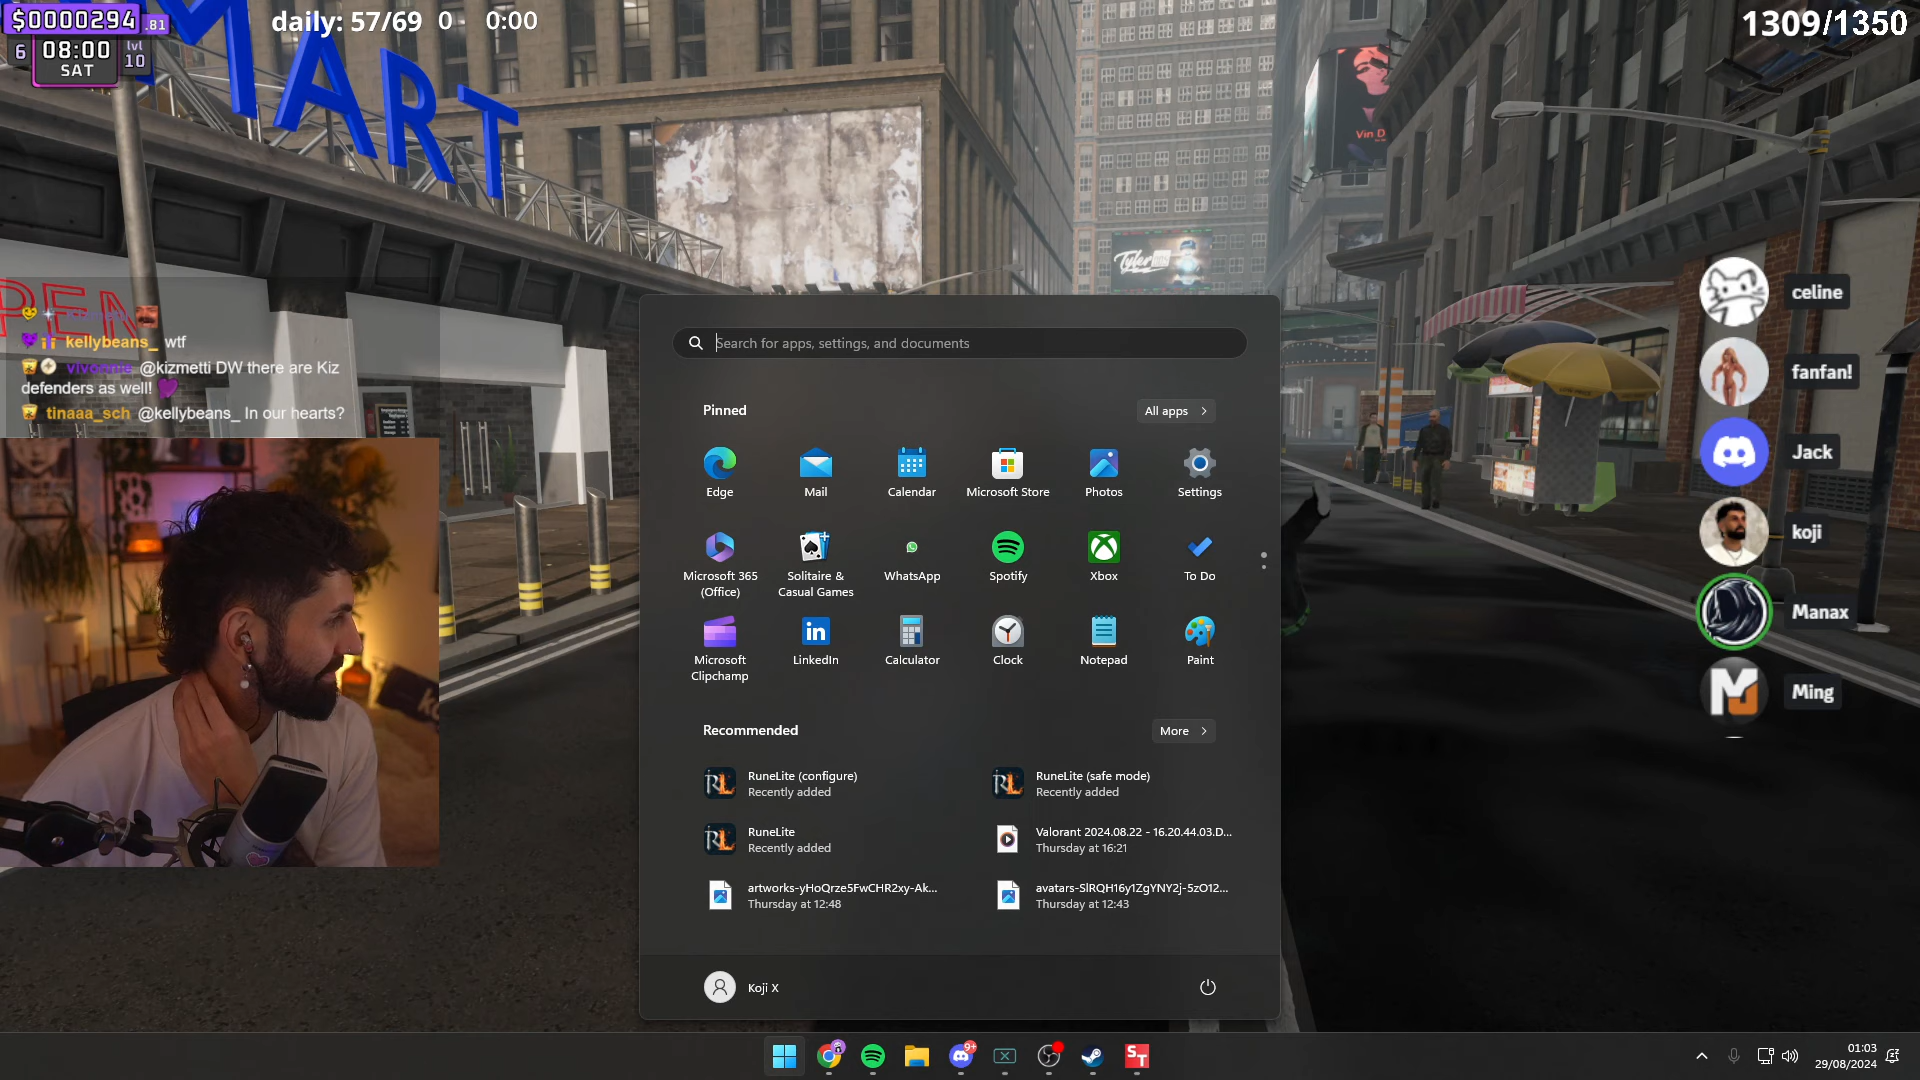 $0000294.81
6
08:00
SAT
lvl
10
daily: 57/69 0 - 0:00
1309/1350
MART
Vin D
Tyler
PEN
kellybeans_ wtf
@kizmetti DW there are Kiz
defenders as well!
tinaaa_sch @kellybeans_ In our hearts?
celine
fanfan!
Jack
koji
Manax
Ming
Search for apps, settings, and documents
Pinned
All apps
Edge
Mail
Calendar
Microsoft Store
Photos
Settings
Microsoft 365
(Office)
Solitaire &
Casual Games
WhatsApp
Spotify
Xbox
To Do
Microsoft
Clipchamp
LinkedIn
Calculator
Clock
Notepad
Paint
Recommended
More
RuneLite (configure)
Recently added
RuneLite (safe mode)
Recently added
RuneLite
Recently added
Valorant 2024.08.22 - 16.20.44.03.D...
Thursday at 16:21
artworks-yHoQrze5FwCHR2xy-Ak...
Thursday at 12:48
avatars-SlRQH16y1ZgYNY2j-5zO12...
Thursday at 12:43
Koji X
9+
ST
01:03
29/08/2024